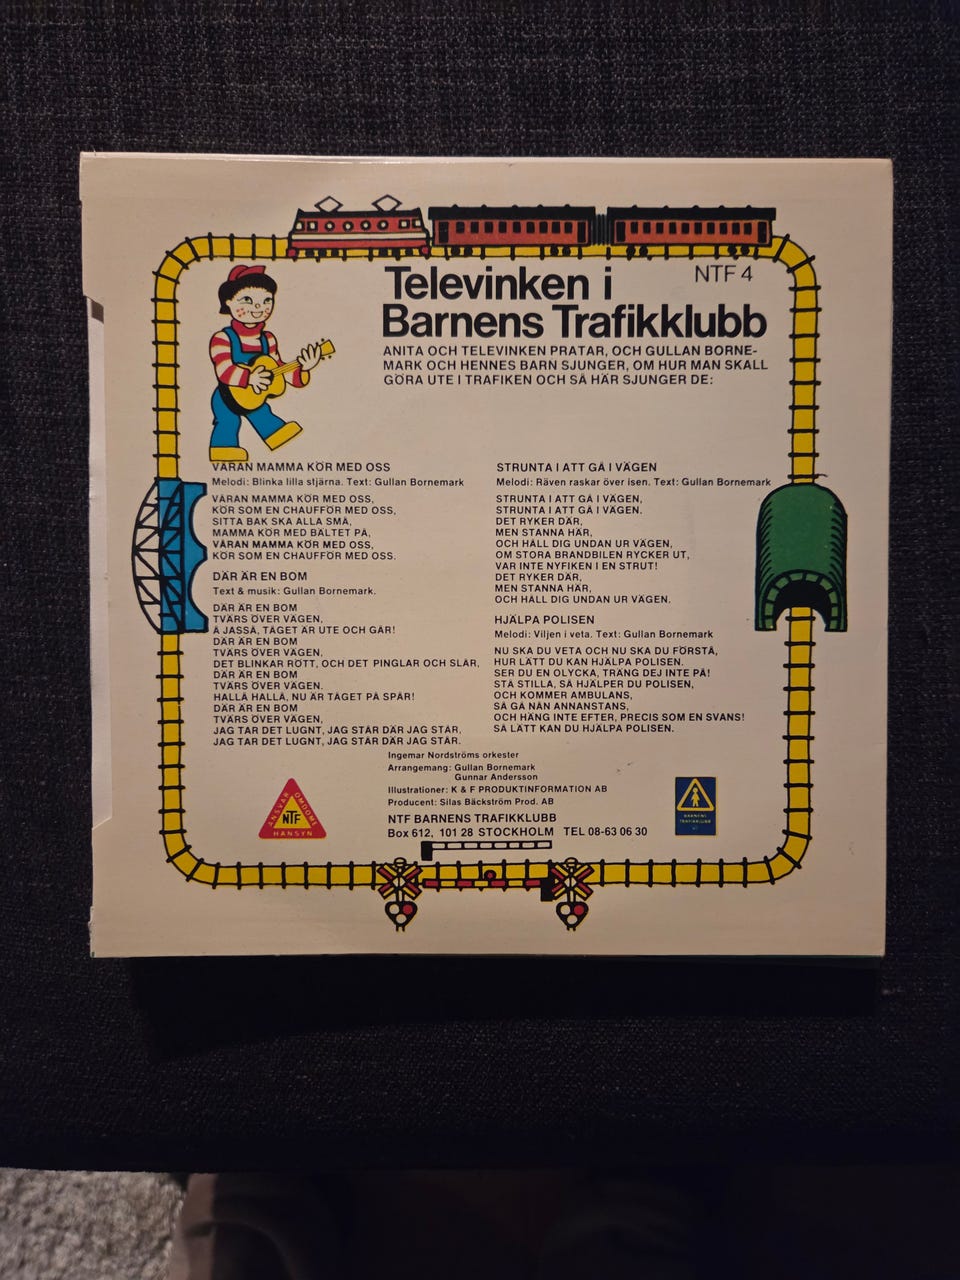 Televinken i
NTF 4
Barnens Trafikklubb
ANITA OCH TELEVINKEN PRATAR, OCH GULLAN BORNE-
MARK OCH HENNES BARN SJUNGER, OM HUR MAN SKALL
GÖRA UTE I TRAFIKEN OCH SÅ HÄR SJUNGER DE:
VÅRAN MAMMA KÖR MED OSS
Melodi: Blinka lilla stjärna. Text: Gullan Bornemark
VÅRAN MAMMA KÖR MED OSS,
KÖR SOM EN CHAUFFÖR MED OSS,
SITTA BAK SKA ALLA SMÅ,
MAMMA KÖR MED BÄLTET PÅ,
VÅRAN MAMMA KÖR MED OSS,
KÖR SOM EN CHAUFFÖR MED OSS.
DÄR ÄR EN BOM
Text & musik: Gullan Bornemark.
DÄR ÄR EN BOM
TVÄRS ÖVER VÄGEN,
Å JASSÅ, TÅGET ÄR UTE OCH GÅR!
DÄR ÄR EN BOM
TVÄRS ÖVER VÄGEN,
DET BLINKAR RÖTT, OCH DET PINGLAR OCH SLÅR,
DÄR ÄR EN BOM
TVÄRS ÖVER VÄGEN.
HALLÅ HALLÅ, NU ÄR TÅGET PÅ SPÅR!
DÄR ÄR EN BOM
TVÄRS ÖVER VÄGEN,
JAG TAR DET LUGNT, JAG STÅR DÄR JAG STÅR,
JAG TAR DET LUGNT, JAG STÅR DÄR JAG STÅR.
STRUNTA I ATT GÅ I VÄGEN
Melodi: Räven raskar över isen. Text: Gullan Bornemark
STRUNTA I ATT GÅ I VÄGEN,
STRUNTA I ATT GÅ I VÄGEN.
DET RYKER DÄR,
MEN STANNA HÄR,
OCH HÅLL DIG UNDAN UR VÄGEN,
OM STORA BRANDBILEN RYCKER UT,
VAR INTE NYFIKEN I EN STRUT!
DET RYKER DÄR,
MEN STANNA HÄR,
OCH HÅLL DIG UNDAN UR VÄGEN.
HJÄLPA POLISEN
Melodi: Viljen i veta. Text: Gullan Bornemark
NU SKA DU VETA OCH NU SKA DU FÖRSTÅ,
HUR LÄTT DU KAN HJÄLPA POLISEN.
SER DU EN OLYCKA, TRÄNG DEJ INTE PÅ!
STÅ STILLA, SÅ HJÄLPER DU POLISEN,
OCH KOMMER AMBULANS,
SÅ GÅ NÅN ANNANSTANS,
OCH HÄNG INTE EFTER, PRECIS SOM EN SVANS!
SÅ LÄTT KAN DU HJÄLPA POLISEN.
Ingemar Nordströms orkester
Arrangemang: Gullan Bornemark
Gunnar Andersson
Illustrationer: K & F PRODUKTINFORMATION AB
Producent: Silas Bäckström Prod. AB
NTF BARNENS TRAFIKKLUBB
Box 612, 101 28 STOCKHOLM TEL 08-63 06 30
ANSVAR OMDÖME
NTF
HÄNSYN
BARNENS
TRAFIKKLUBB